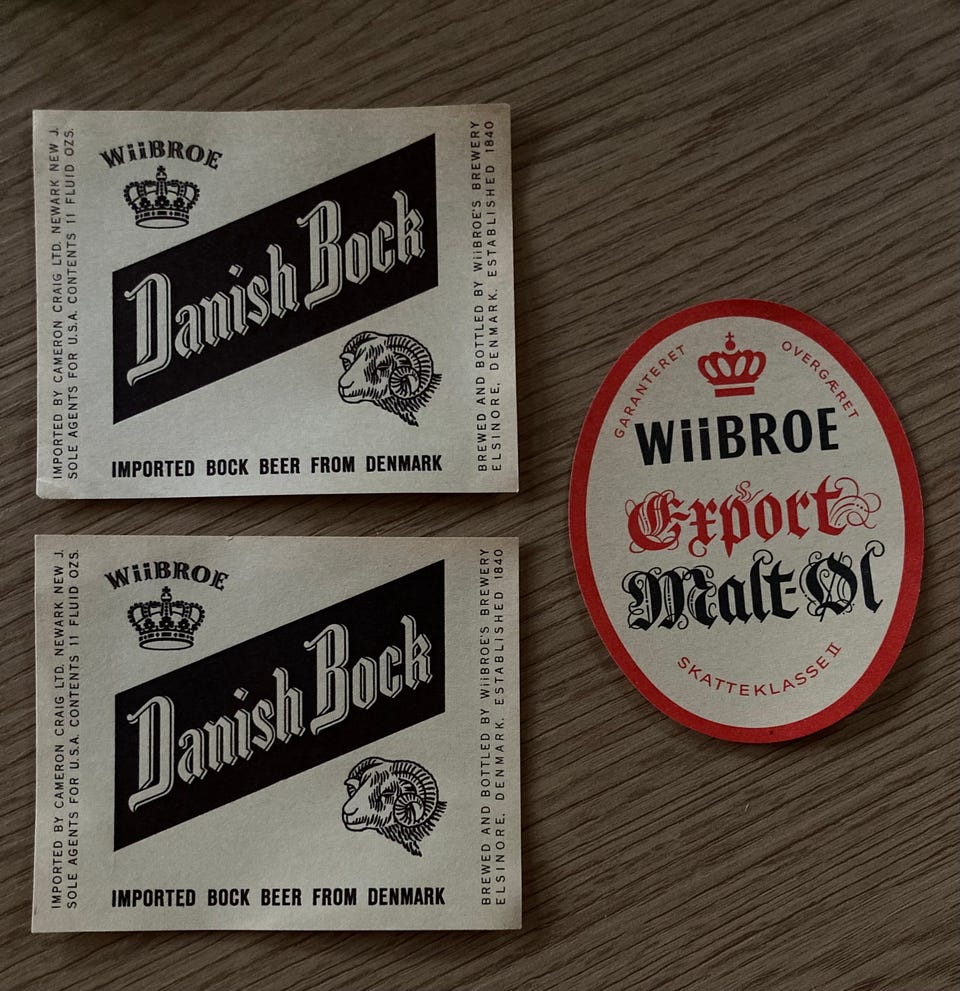 WiiBROE
Danish Bock
IMPORTED BOCK BEER FROM DENMARK
IMPORTED BY CAMERON CRAIG LTD. NEWARK NEW J.
SOLE AGENTS FOR U.S.A. CONTENTS 11 FLUID OZS.
BREWED AND BOTTLED BY WiiBROE'S BREWERY
ELSINORE, DENMARK. ESTABLISHED 1840
WiiBROE
Danish Bock
IMPORTED BOCK BEER FROM DENMARK
IMPORTED BY CAMERON CRAIG LTD. NEWARK NEW J.
SOLE AGENTS FOR U.S.A. CONTENTS 11 FLUID OZS.
BREWED AND BOTTLED BY WiiBROE'S BREWERY
ELSINORE, DENMARK. ESTABLISHED 1840
GARANTERET OVERGÆRET
WiiBROE
Export
Malt-Øl
SKATTEKLASSE II